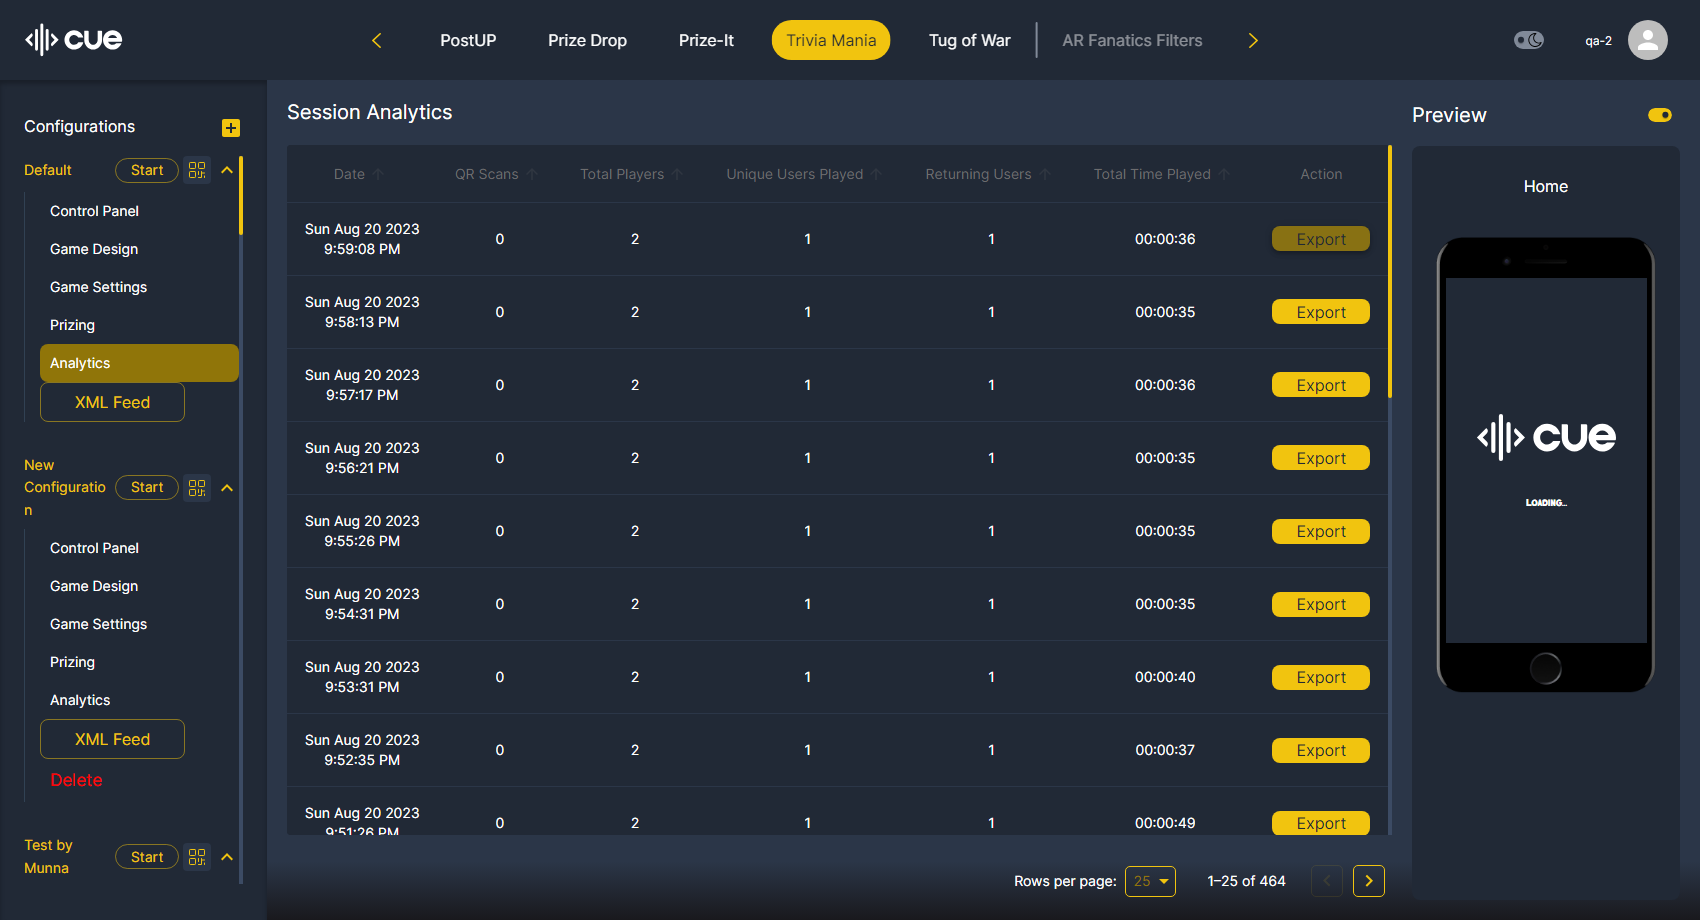 cue
PostUP
Prize Drop
Prize-It
Trivia Mania
Tug of War
AR Fanatics Filters
qa-2
Configurations
Default
Start
Control Panel
Game Design
Game Settings
Prizing
Analytics
XML Feed
New
Configuratio
n
Start
Control Panel
Game Design
Game Settings
Prizing
Analytics
XML Feed
Delete
Test by
Munna
Start
Session Analytics
Date QR Scans Total Players Unique Users Played Returning Users Total Time Played Action
Sun Aug 20 2023
9:59:08 PM
0 2 1 1 00:00:36 Export
Sun Aug 20 2023
9:58:13 PM
0 2 1 1 00:00:35 Export
Sun Aug 20 2023
9:57:17 PM
0 2 1 1 00:00:36 Export
Sun Aug 20 2023
9:56:21 PM
0 2 1 1 00:00:35 Export
Sun Aug 20 2023
9:55:26 PM
0 2 1 1 00:00:35 Export
Sun Aug 20 2023
9:54:31 PM
0 2 1 1 00:00:35 Export
Sun Aug 20 2023
9:53:31 PM
0 2 1 1 00:00:40 Export
Sun Aug 20 2023
9:52:35 PM
0 2 1 1 00:00:37 Export
Sun Aug 20 2023
9:51:26 PM
0 2 1 1 00:00:49 Export
Rows per page: 25 1–25 of 464
Preview
Home
cue
LOADING...